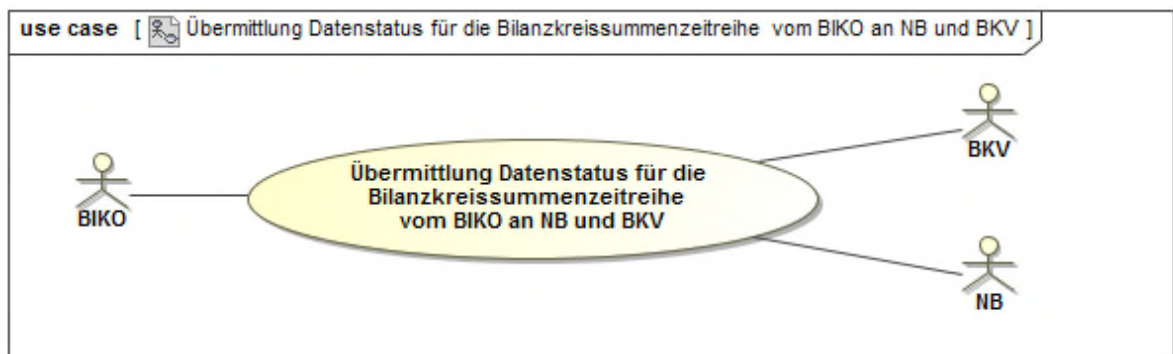 use case [ Übermittlung Datenstatus für die Bilanzkreissummenzeitreihe vom BIKO an NB und BKV ]
BKV
Übermittlung Datenstatus für die
Bilanzkreissummenzeitreihe
vom BIKO an NB und BKV
BIKO
NB